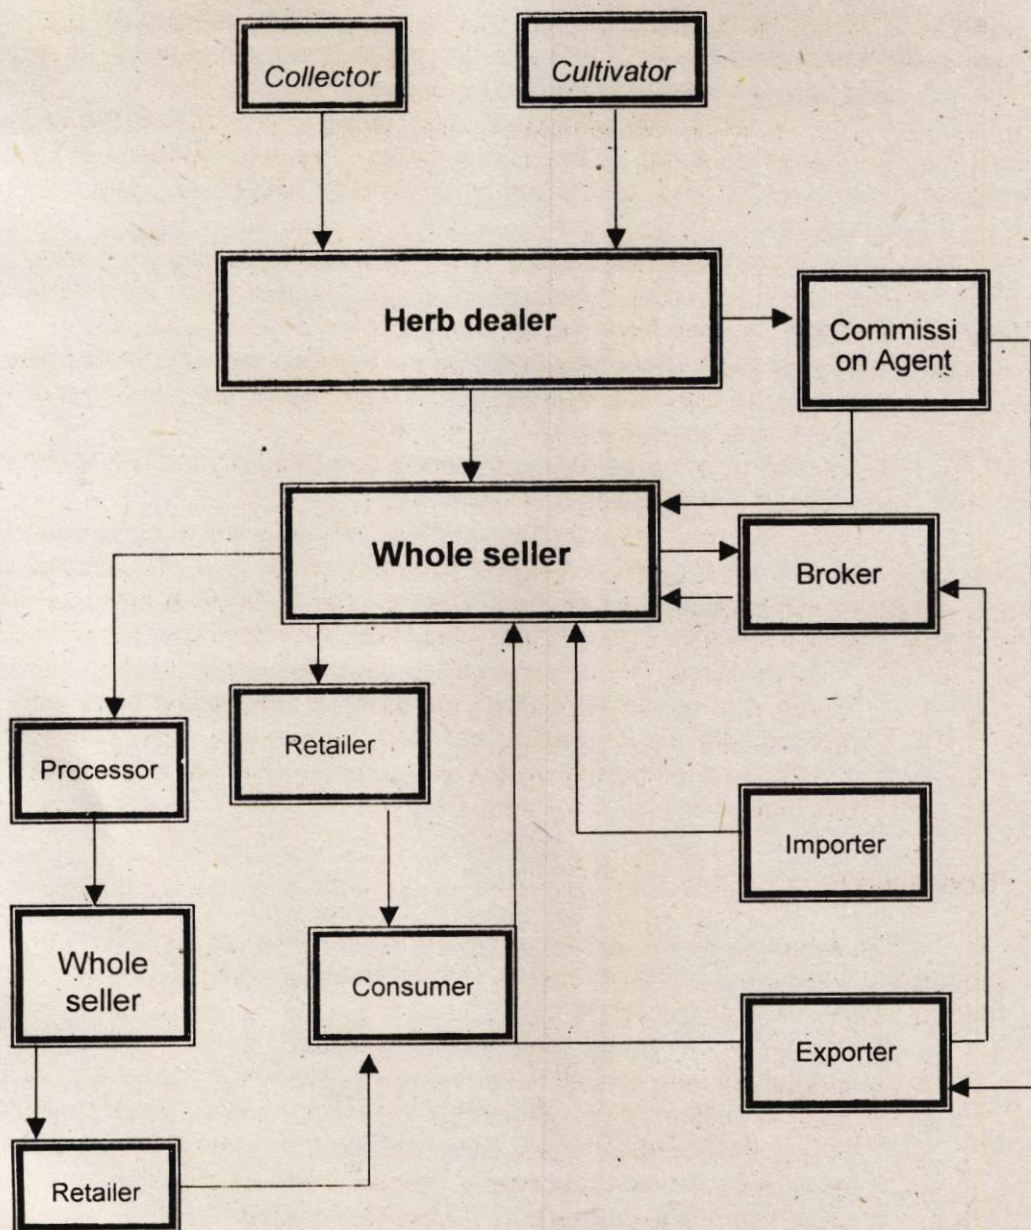 Collector
Cultivator
Herb dealer
Commissi
on Agent
Whole seller
Broker
Retailer
Processor
Importer
Whole
seller
Consumer
Exporter
Retailer